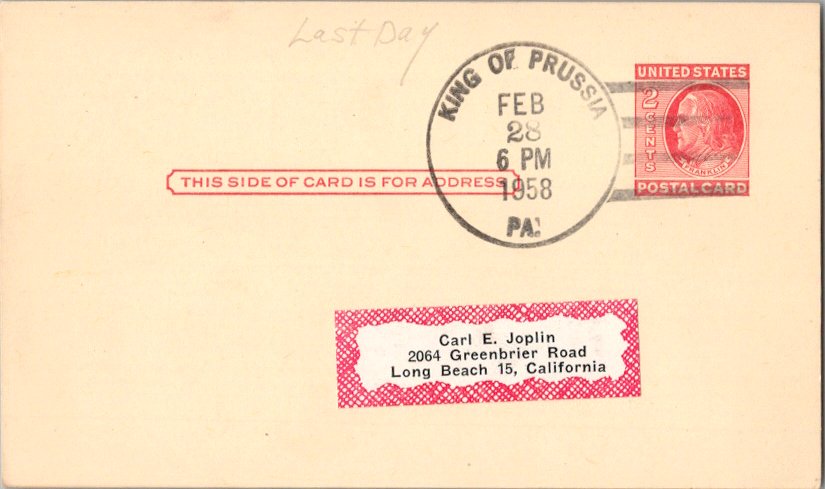 Last Day
KING OF PRUSSIA
FEB
28
6 PM
1958
PA.
UNITED STATES
2 CENTS
FRANKLIN
POSTAL CARD
THIS SIDE OF CARD IS FOR ADDRESS
Carl E. Joplin
2064 Greenbrier Road
Long Beach 15, California